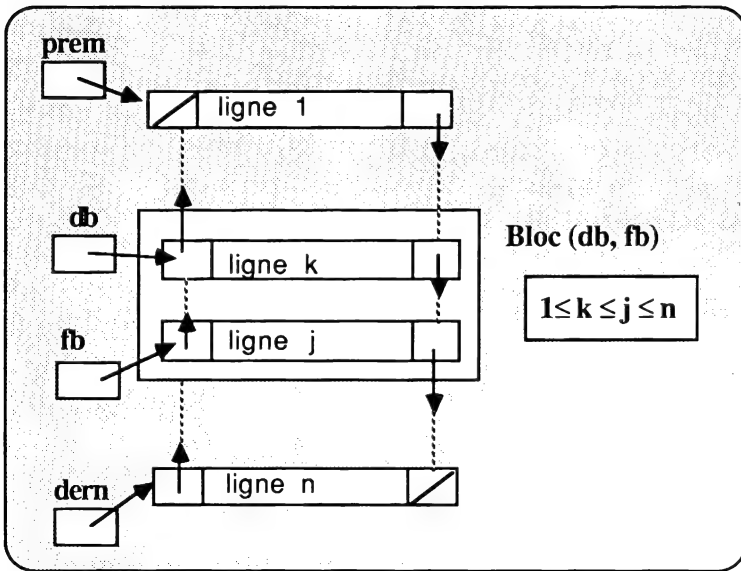 prem
ligne 1
db
ligne k
Bloc (db, fb)
1≤ k ≤ j ≤ n
fb
ligne j
dern
ligne n